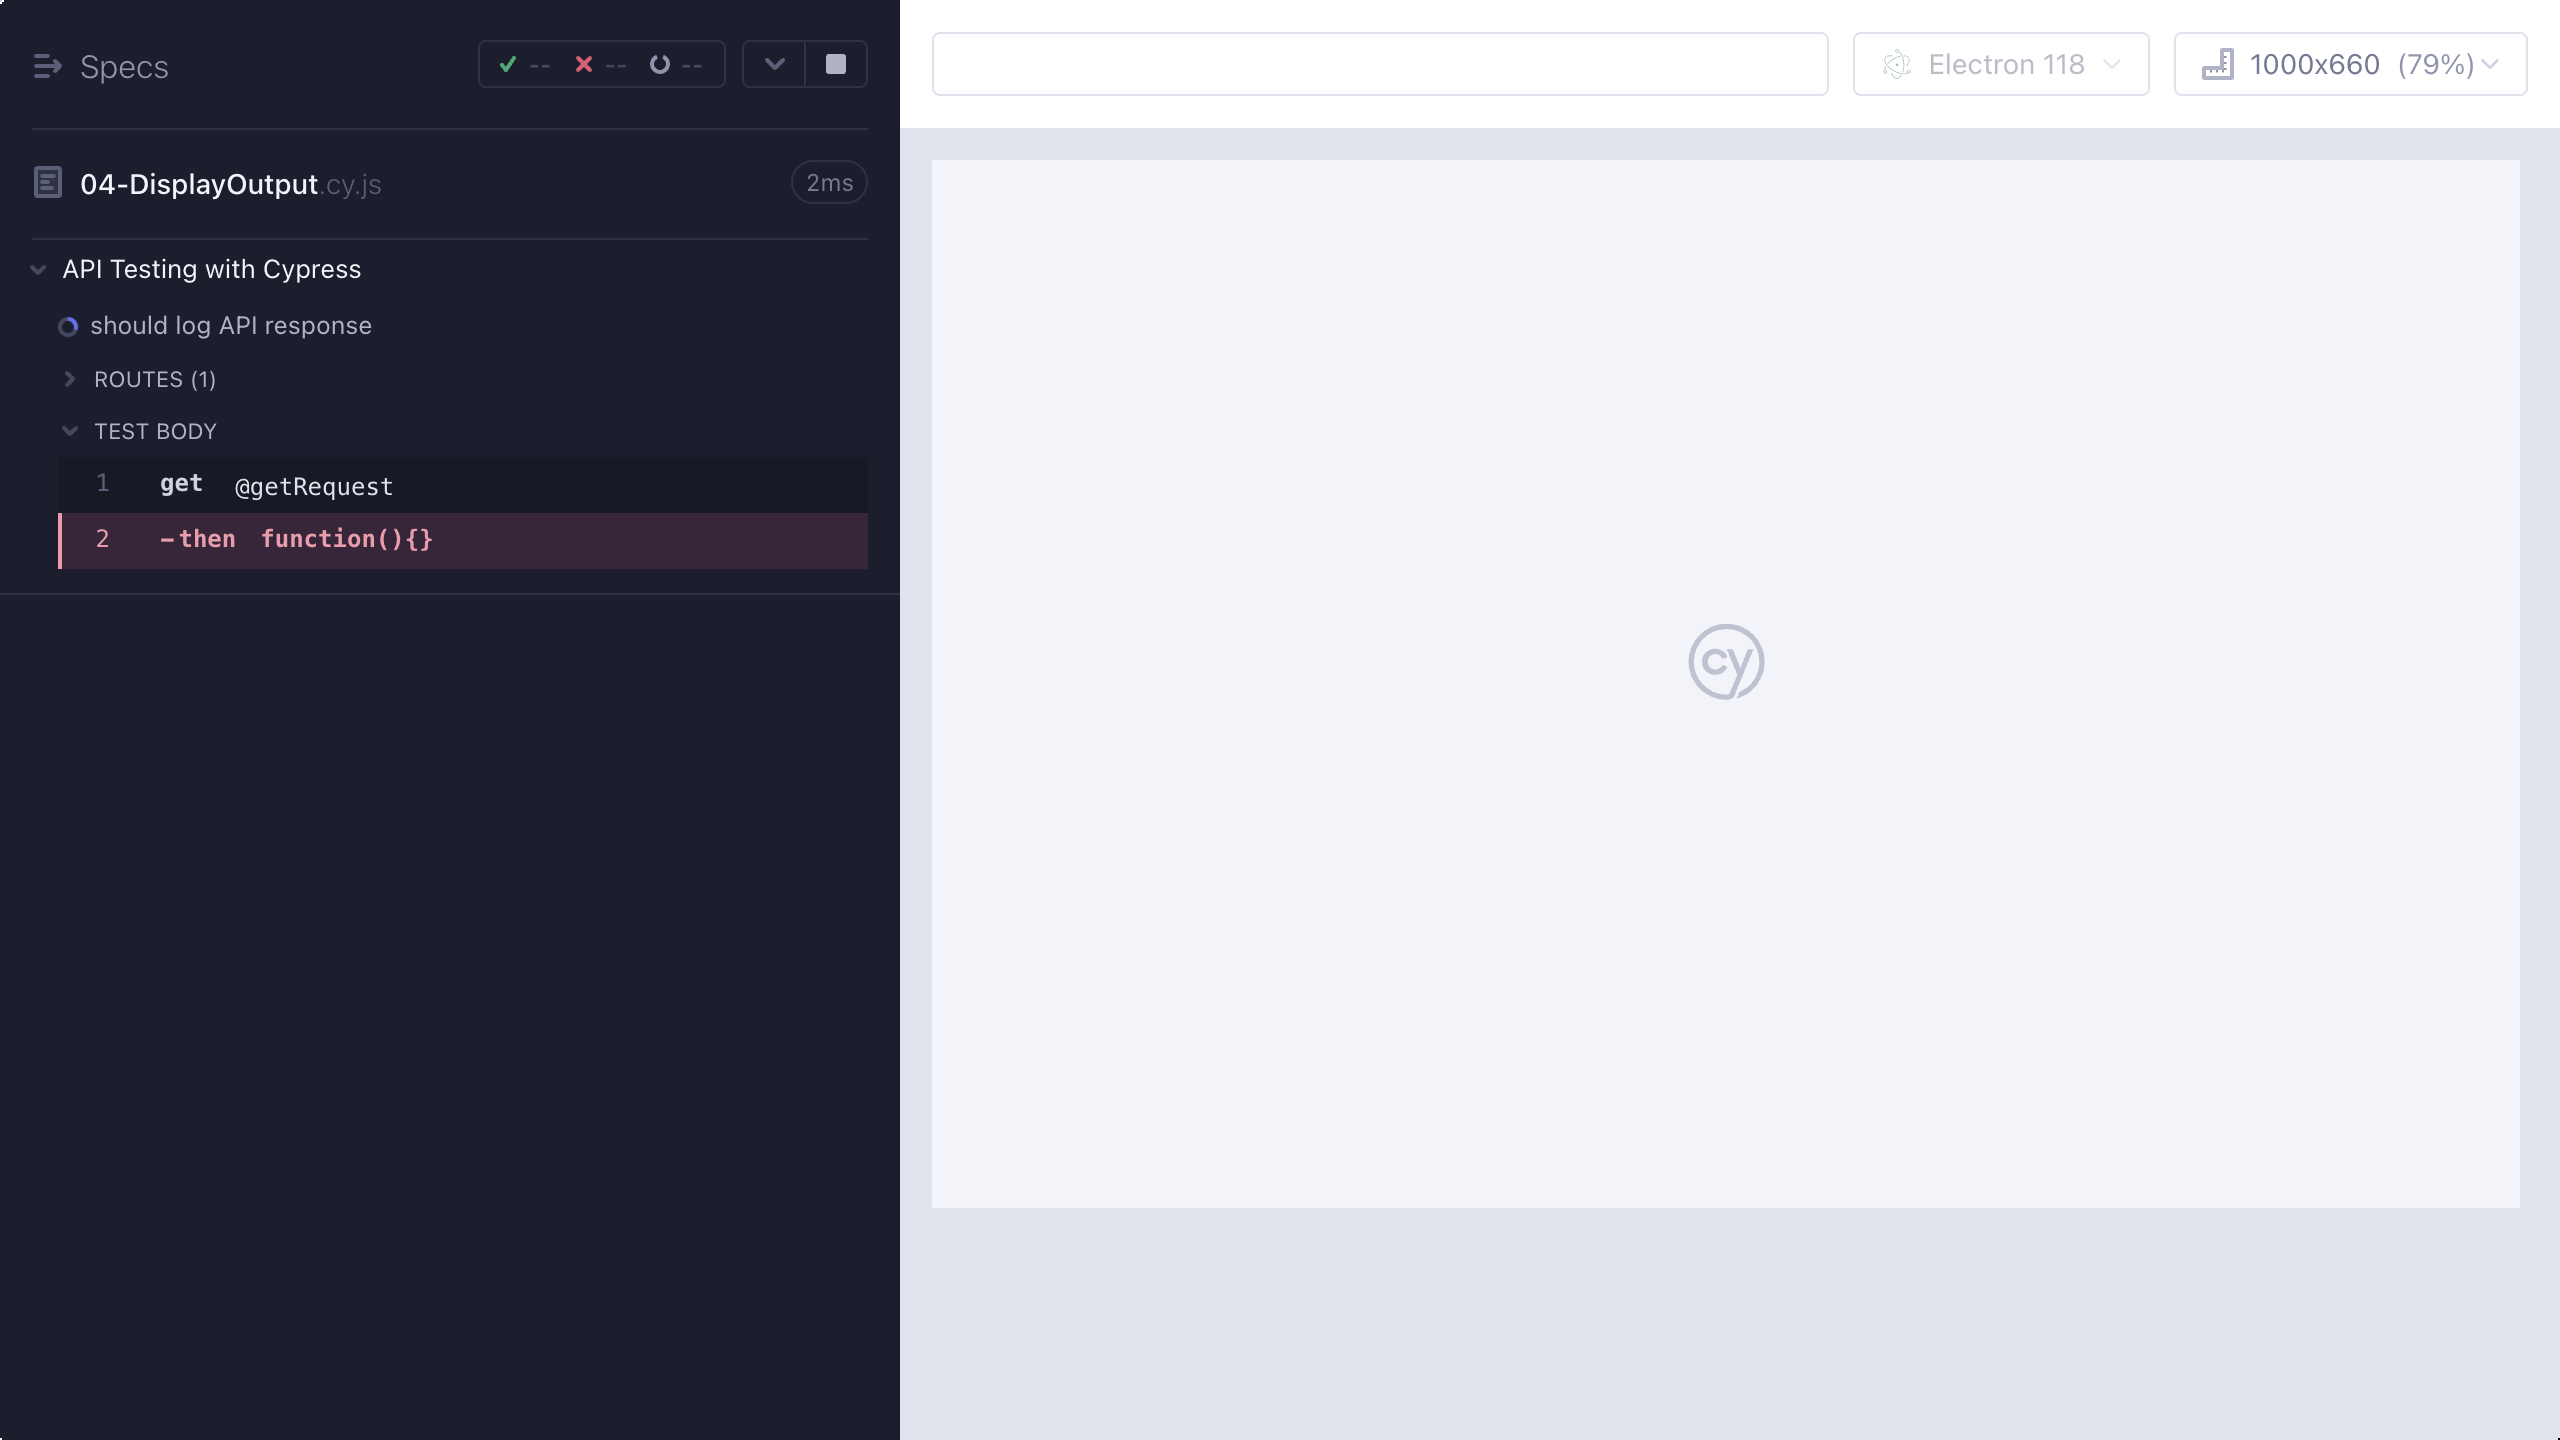 Specs
-- -- --
04-DisplayOutput.cy.js
2ms
API Testing with Cypress
should log API response
ROUTES (1)
TEST BODY
1 get @getRequest
2 -then function(){}
Electron 118
1000x660 (79%)
cy